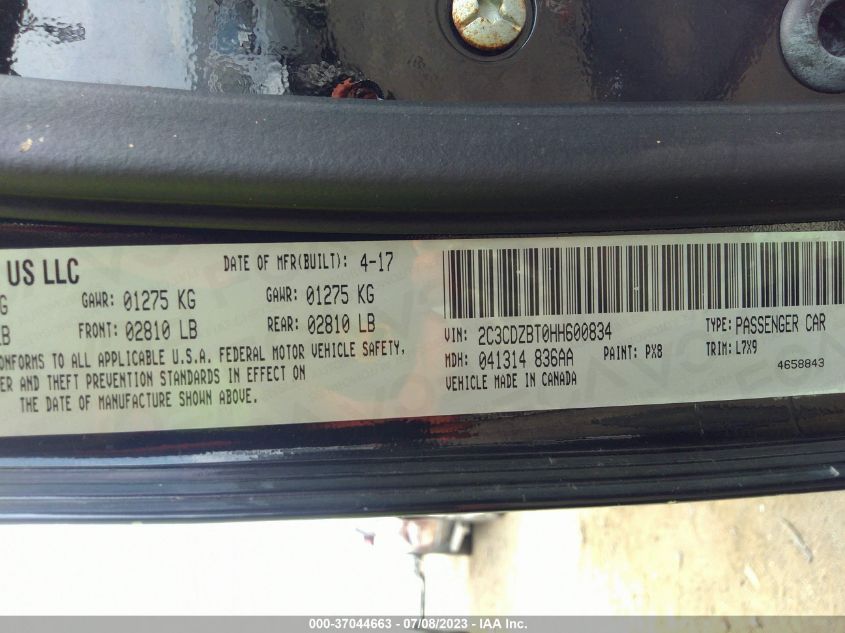 US LLC
DATE OF MFR(BUILT): 4-17
G GAWR: 01275 KG GAWR: 01275 KG
LB FRONT: 02810 LB REAR: 02810 LB
CONFORMS TO ALL APPLICABLE U.S.A. FEDERAL MOTOR VEHICLE SAFETY,
ER AND THEFT PREVENTION STANDARDS IN EFFECT ON
THE DATE OF MANUFACTURE SHOWN ABOVE.
VIN: 2C3CDZBT0HH600834 TYPE: PASSENGER CAR
MDH: 041314 836AA PAINT: PX8 TRIM: L7X9
VEHICLE MADE IN CANADA 4658843
000-37044663 - 07/08/2023 - IAA Inc.